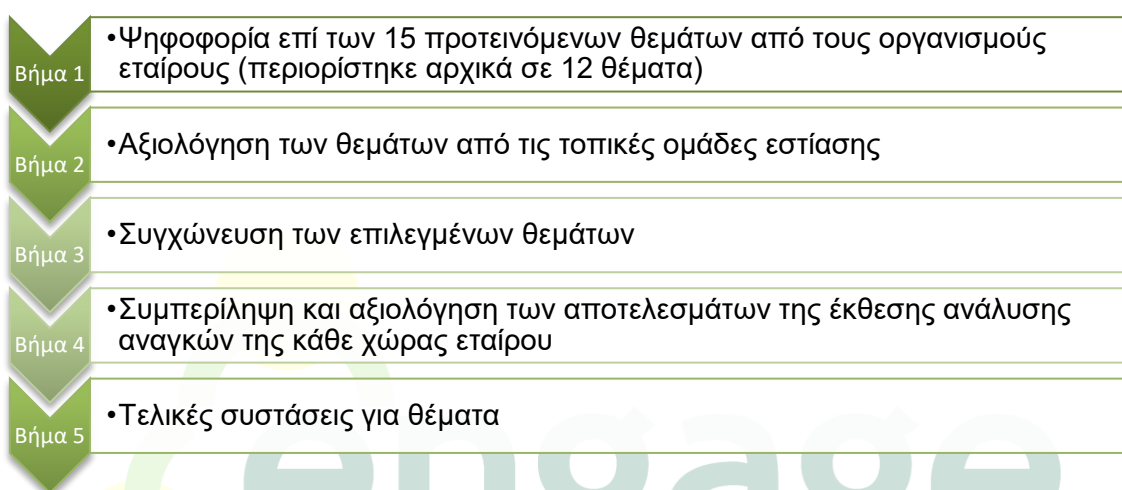 Βήμα 1
•Ψηφοφορία επί των 15 προτεινόμενων θεμάτων από τους οργανισμούς
εταίρους (περιορίστηκε αρχικά σε 12 θέματα)
Βήμα 2
•Αξιολόγηση των θεμάτων από τις τοπικές ομάδες εστίασης
Βήμα 3
•Συγχώνευση των επιλεγμένων θεμάτων
Βήμα 4
•Συμπερίληψη και αξιολόγηση των αποτελεσμάτων της έκθεσης ανάλυσης
αναγκών της κάθε χώρας εταίρου
Βήμα 5
•Τελικές συστάσεις για θέματα
engage